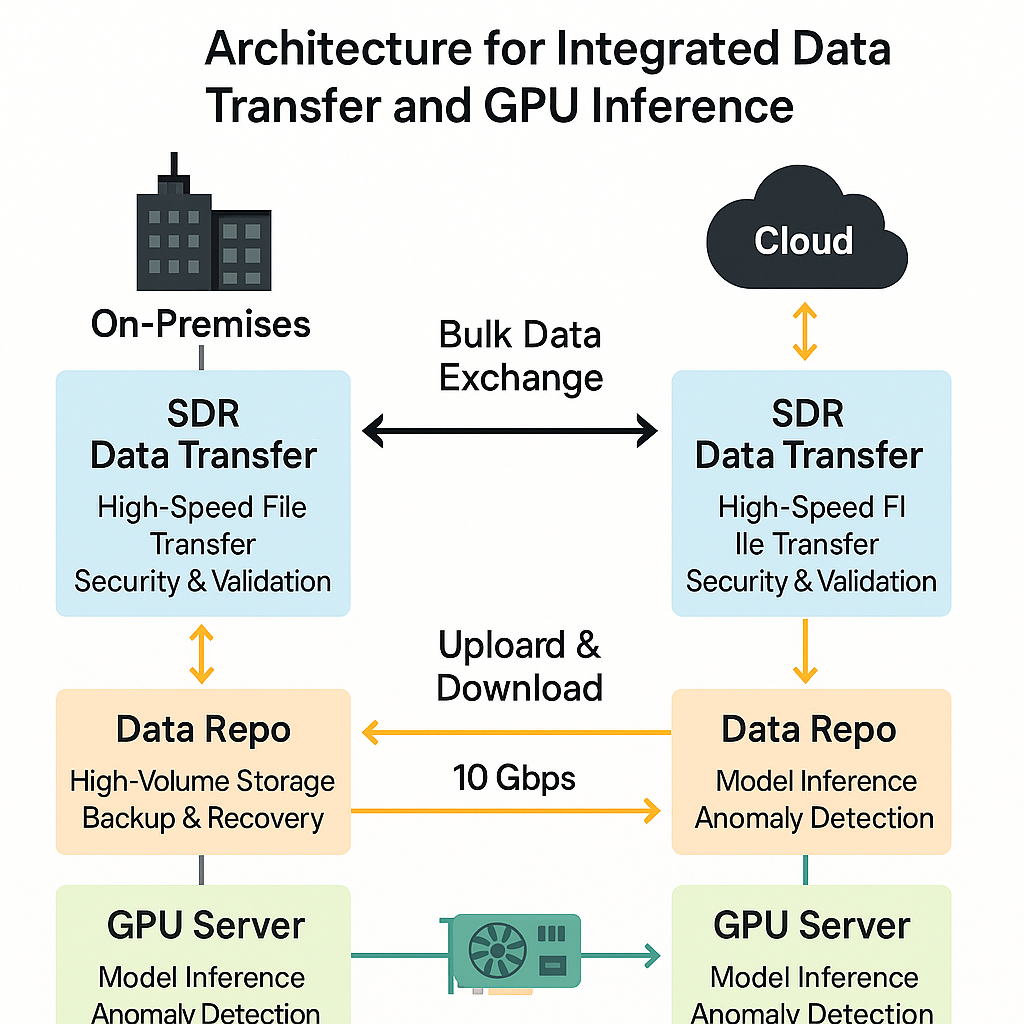 Architecture for Integrated Data
Transfer and GPU Inference
Cloud
On-Premises
Bulk Data
Exchange
SDR
Data Transfer
High-Speed File
Transfer
Security & Validation
SDR
Data Transfer
High-Speed FI
lle Transfer
Security & Validation
Uploard &
Download
10 Gbps
Data Repo
High-Volume Storage
Backup & Recovery
Data Repo
Model Inference
Anomaly Detection
GPU Server
Model Inference
Anomaly Detection
GPU Server
Model Inference
Anomaly Detection